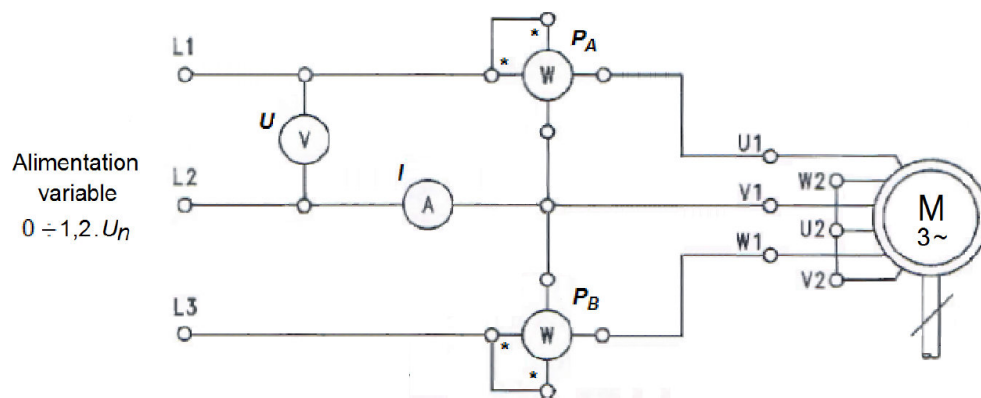 L1
*
*
P_A
W
U
V
Alimentation
variable
0 ÷ 1,2.U_n
L2
I
A
U1
W2
V1
U2
W1
V2
M
3~
L3
P_B
W
*
*